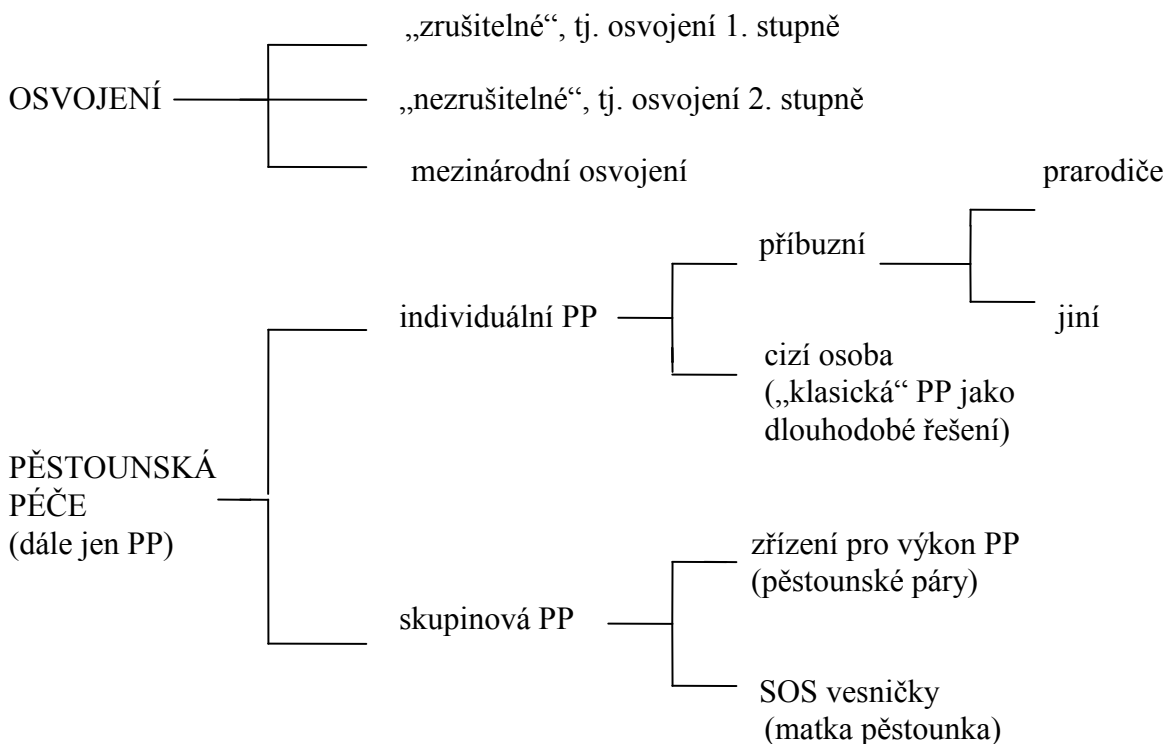 „zrušitelné“, tj. osvojení 1. stupně
OSVOJENÍ
„nezrušitelné“, tj. osvojení 2. stupně
mezinárodní osvojení
prarodiče
příbuzní
individuální PP
jiní
cizí osoba
(„klasická“ PP jako
dlouhodobé řešení)
PĚSTOUNSKÁ
PÉČE
(dále jen PP)
zřízení pro výkon PP
(pěstounské páry)
skupinová PP
SOS vesničky
(matka pěstounka)